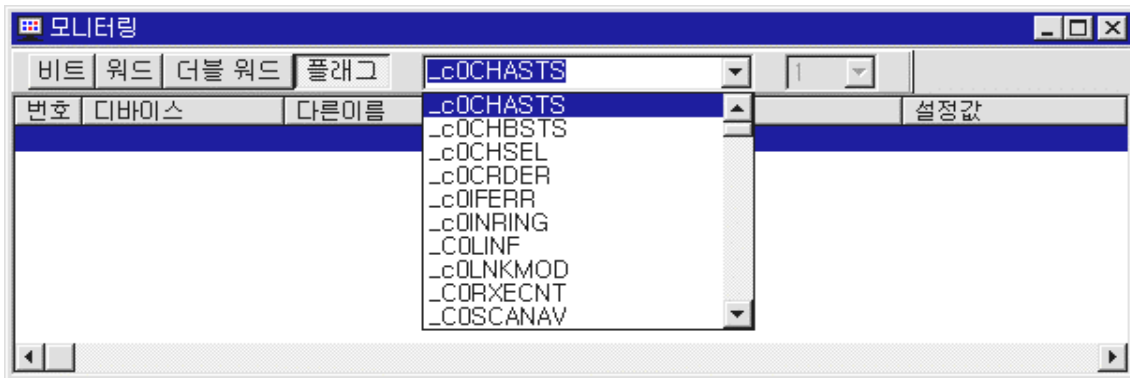 모니터링
비트 워드 더블 워드 플래그 _c0CHASTS 1
번호 디바이스 다른이름 설정값
_c0CHASTS
_c0CHBSTS
_c0CHSEL
_c0CRDER
_c0IFERR
_c0INRING
_C0LINF
_c0LNKMOD
_C0RXECNT
_C0SCANAV